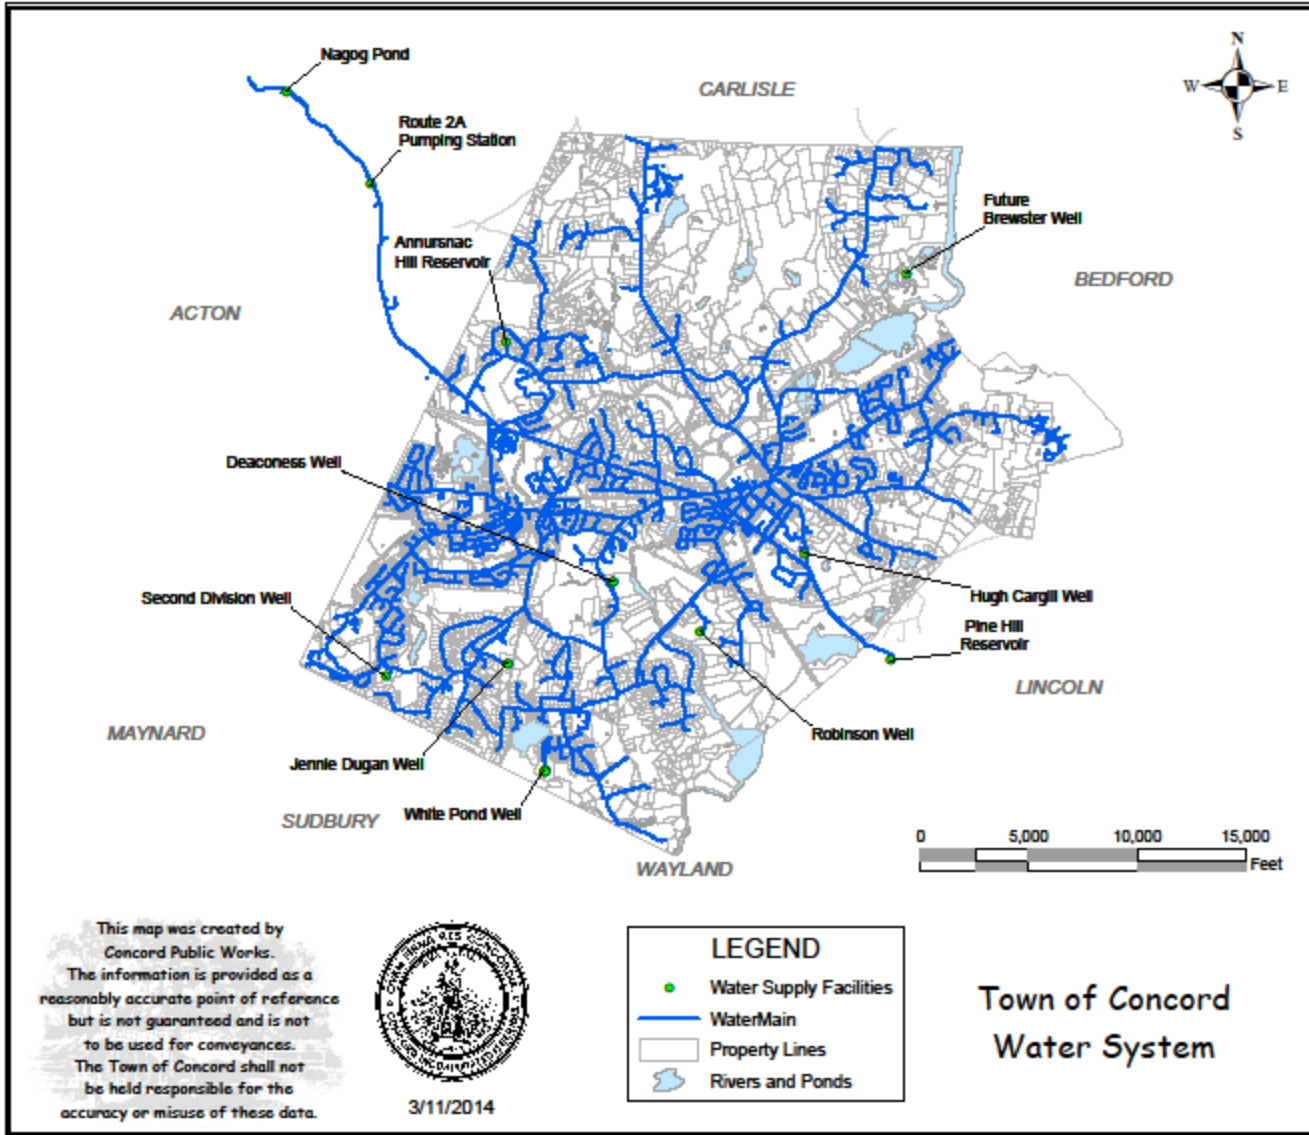 Nagog Pond
Route 2A
Pumping Station
CARLISLE
N
W
E
S
Future
Brewster Well
Annursnac
Hill Reservoir
BEDFORD
ACTON
Deaconess Well
Second Division Well
Hugh Cargill Well
Pine Hill
Reservoir
LINCOLN
MAYNARD
Robinson Well
Jennie Dugan Well
SUDBURY
White Pond Well
WAYLAND
0 5,000 10,000 15,000
Feet
This map was created by
Concord Public Works.
The information is provided as a
reasonably accurate point of reference
but is not guaranteed and is not
to be used for conveyances.
The Town of Concord shall not
be held responsible for the
accuracy or misuse of these data.
3/11/2014
LEGEND
Water Supply Facilities
WaterMain
Property Lines
Rivers and Ponds
Town of Concord
Water System